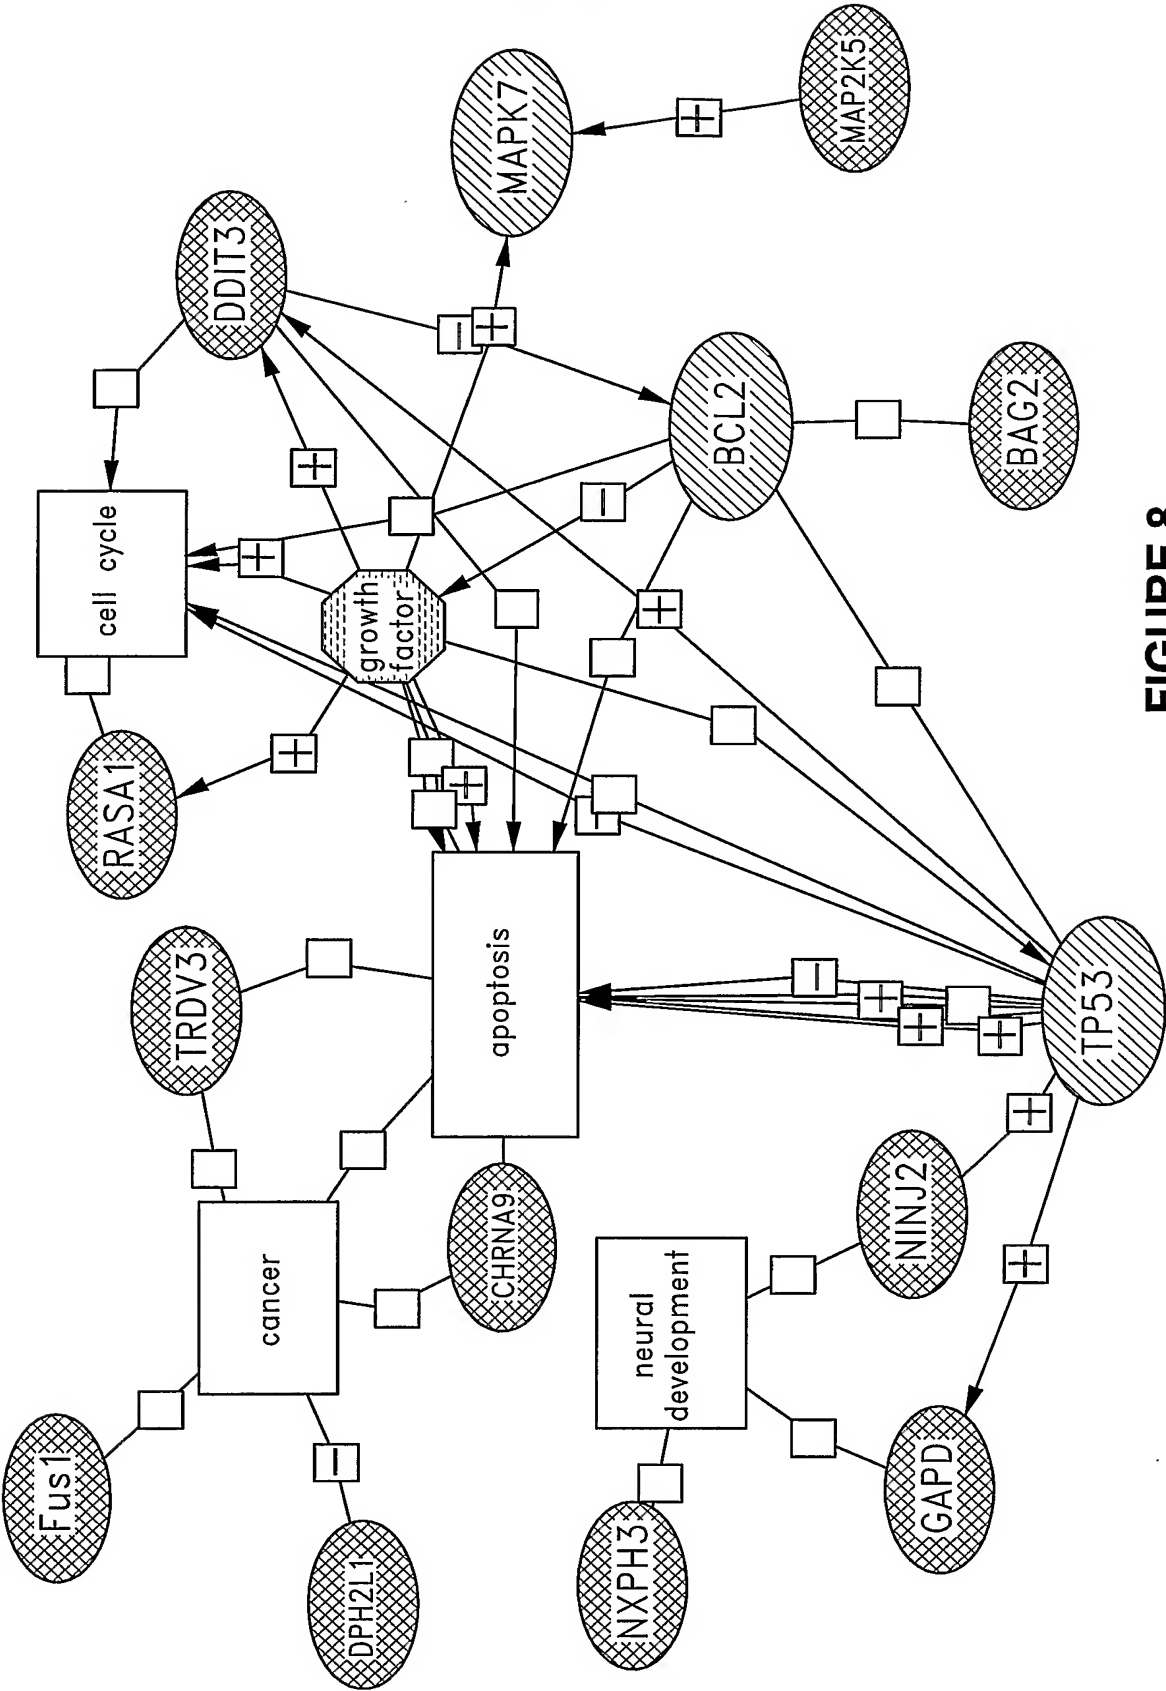 Fus1
cell cycle
RASA1
TRDV3
DDIT3
cancer
DPH2L1
growth
factor
apoptosis
CHRNA9
MAPK7
NXPH3
neural
development
BCL2
MAP2K5
NINJ2
GAPD
BAG2
TP53
FIGURE 8